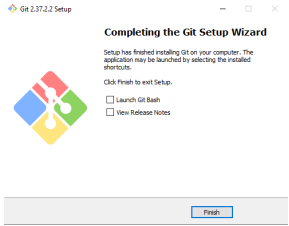 Git 2.37.2.2 Setup
Completing the Git Setup Wizard
Setup has finished installing Git on your computer. The
application may be launched by selecting the installed
shortcuts.
Click Finish to exit Setup.
Launch Git Bash
View Release Notes
Finish